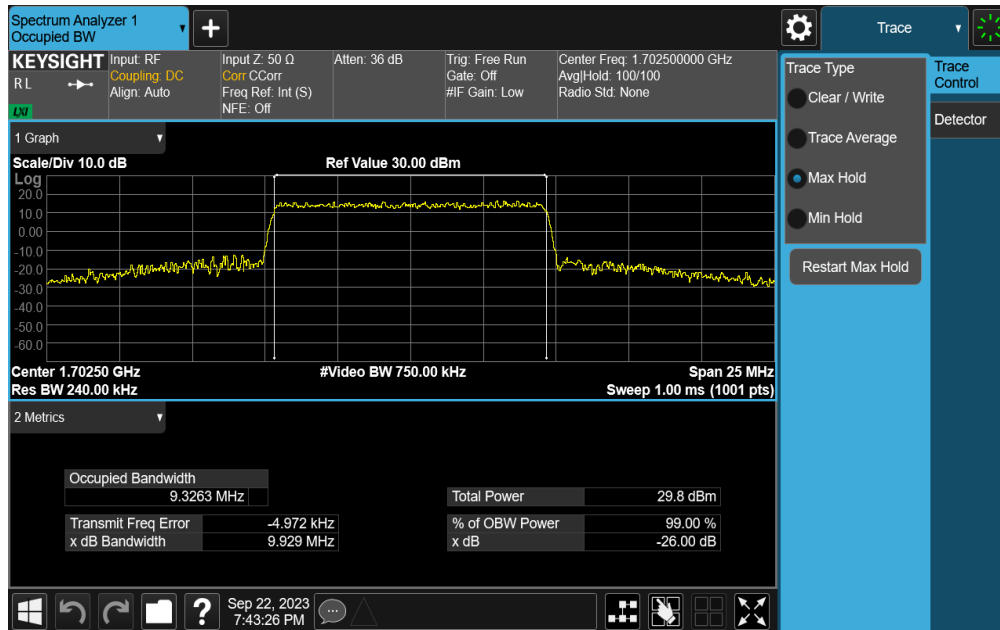 Spectrum Analyzer 1
Occupied BW
+
Trace
KEYSIGHT
RL
LXI
Input: RF
Coupling: DC
Align: Auto
Input Z: 50 Ω
Corr CCorr
Freq Ref: Int (S)
NFE: Off
Atten: 36 dB
Trig: Free Run
Gate: Off
#IF Gain: Low
Center Freq: 1.702500000 GHz
Avg|Hold: 100/100
Radio Std: None
Trace Type
Clear / Write
Trace Average
Max Hold
Min Hold
Restart Max Hold
Trace
Control
Detector
1 Graph
Scale/Div 10.0 dB
Ref Value 30.00 dBm
Log
20.0
10.0
0.00
-10.0
-20.0
-30.0
-40.0
-50.0
-60.0
Center 1.70250 GHz
#Video BW 750.00 kHz
Span 25 MHz
Res BW 240.00 kHz
Sweep 1.00 ms (1001 pts)
2 Metrics
Occupied Bandwidth
9.3263 MHz
Total Power 29.8 dBm
Transmit Freq Error -4.972 kHz
% of OBW Power 99.00 %
x dB Bandwidth 9.929 MHz
x dB -26.00 dB
?
Sep 22, 2023
7:43:26 PM